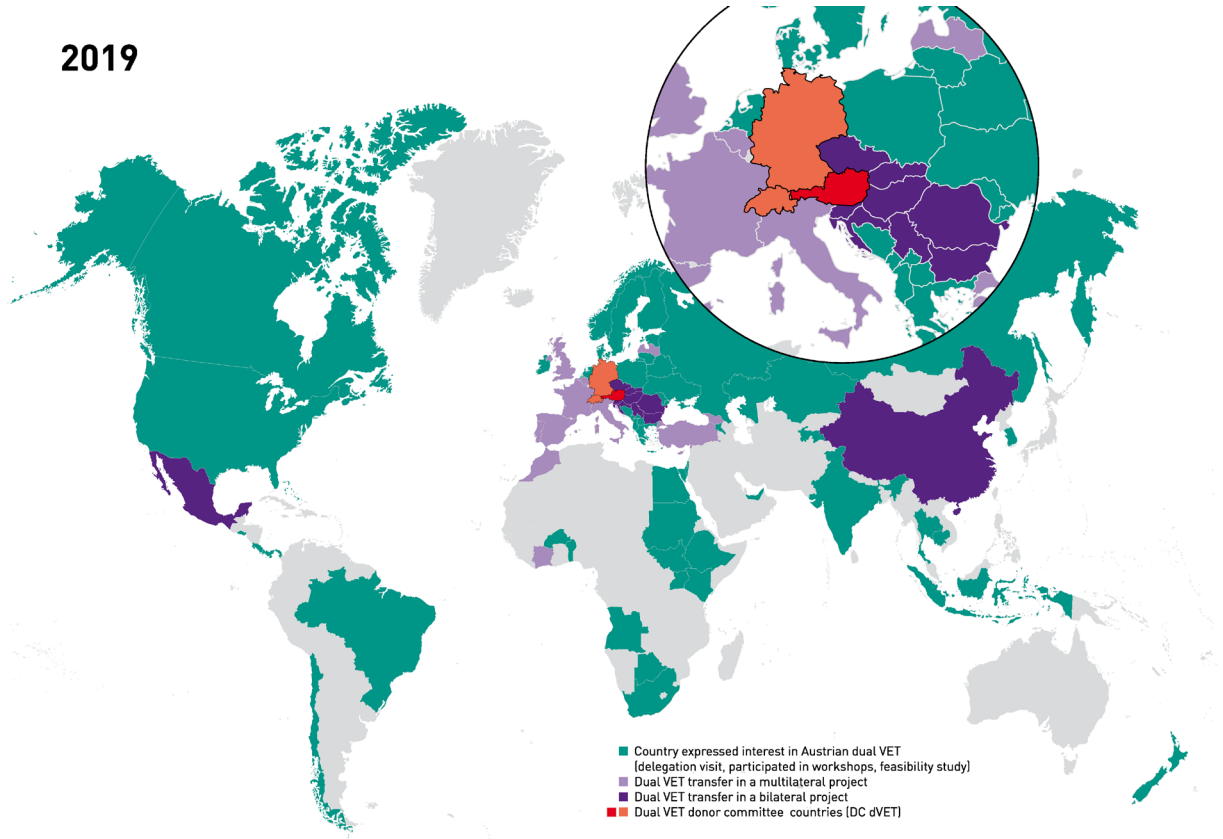 2019
Country expressed interest in Austrian dual VET
(delegation visit, participated in workshops, feasibility study)
Dual VET transfer in a multilateral project
Dual VET transfer in a bilateral project
Dual VET donor committee countries (DC dVET)